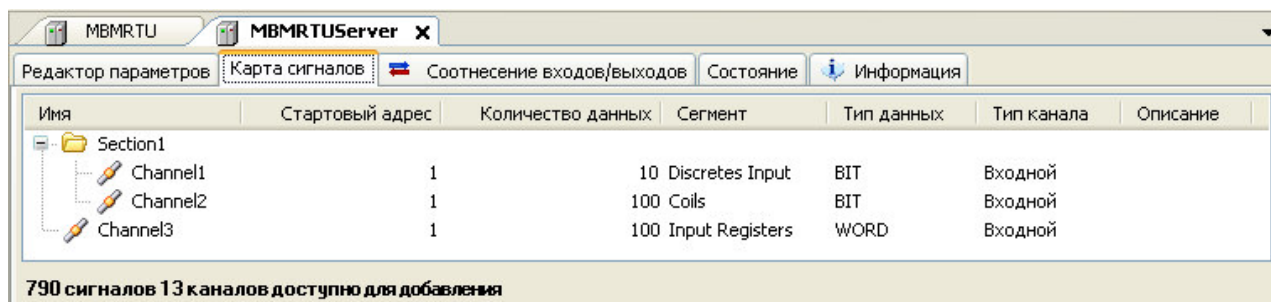 MBMRTU MBMRTUServer X
Редактор параметров Карта сигналов Соотнесение входов/выходов Состояние Информация
Имя Стартовый адрес Количество данных Сегмент Тип данных Тип канала Описание
Section1
Channel1 1 10 Discretes Input BIT Входной
Channel2 1 100 Coils BIT Входной
Channel3 1 100 Input Registers WORD Входной
790 сигналов 13 каналов доступно для добавления